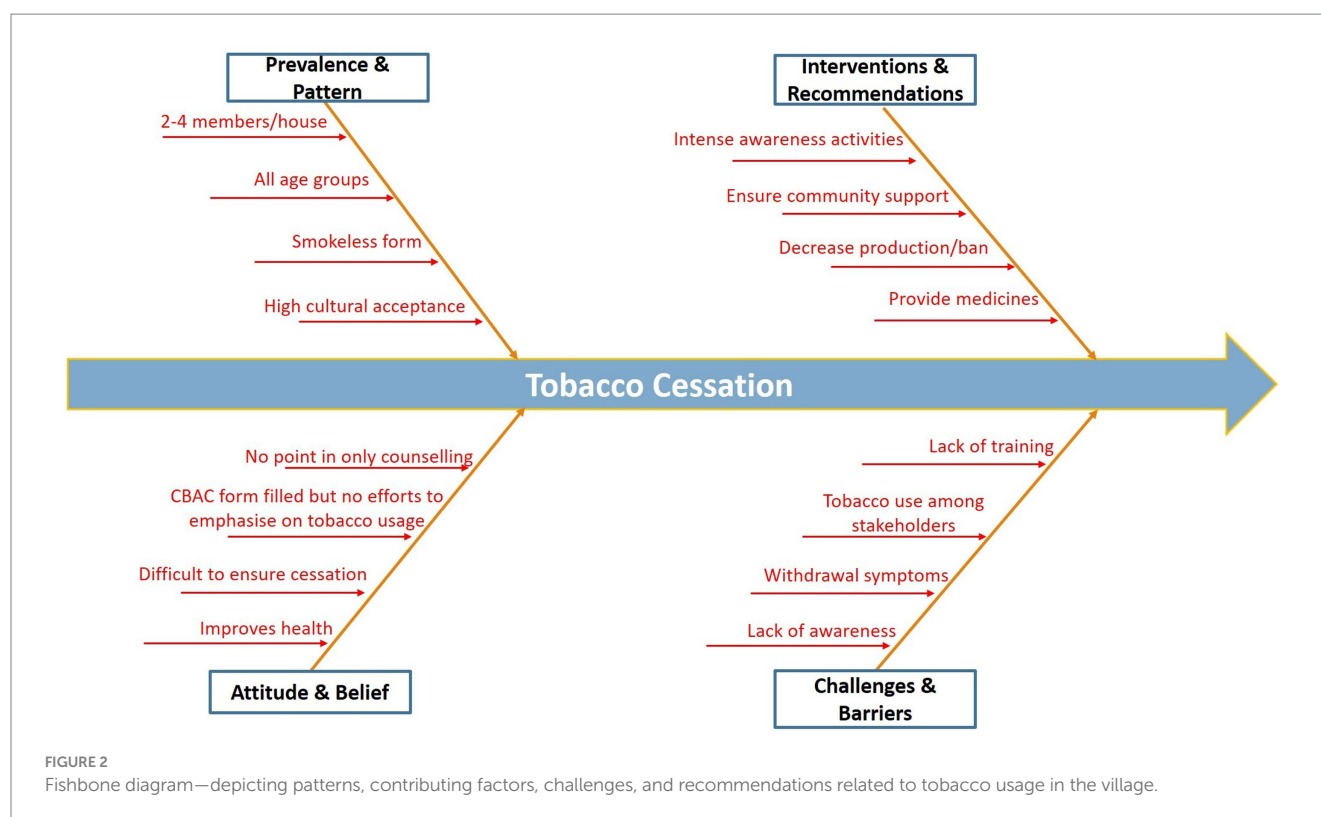 Prevalence &
Pattern
2-4 members/house
All age groups
Smokeless form
High cultural acceptance
Interventions &
Recommendations
Intense awareness activities
Ensure community support
Decrease production/ban
Provide medicines
Tobacco Cessation
No point in only counselling
CBAC form filled but no efforts to
emphasise on tobacco usage
Difficult to ensure cessation
Improves health
Attitude & Belief
Lack of training
Tobacco use among
stakeholders
Withdrawal symptoms
Lack of awareness
Challenges &
Barriers
FIGURE 2
Fishbone diagram—depicting patterns, contributing factors, challenges, and recommendations related to tobacco usage in the village.